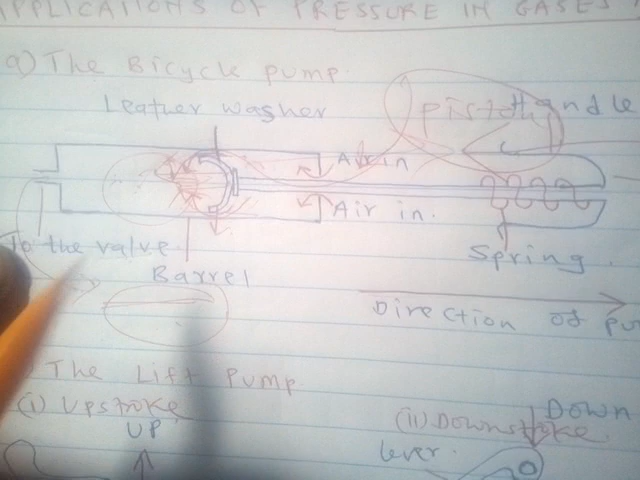 APPLICATIONS OF PRESSURE IN GASES
a) The Bicycle pump.
Leather washer
Handle
Air in
Air in.
To the valve.
Spring.
Barrel
Direction of
The Lift Pump
(i) Upstroke
(ii) Downstroke.
Down
UP
lever.